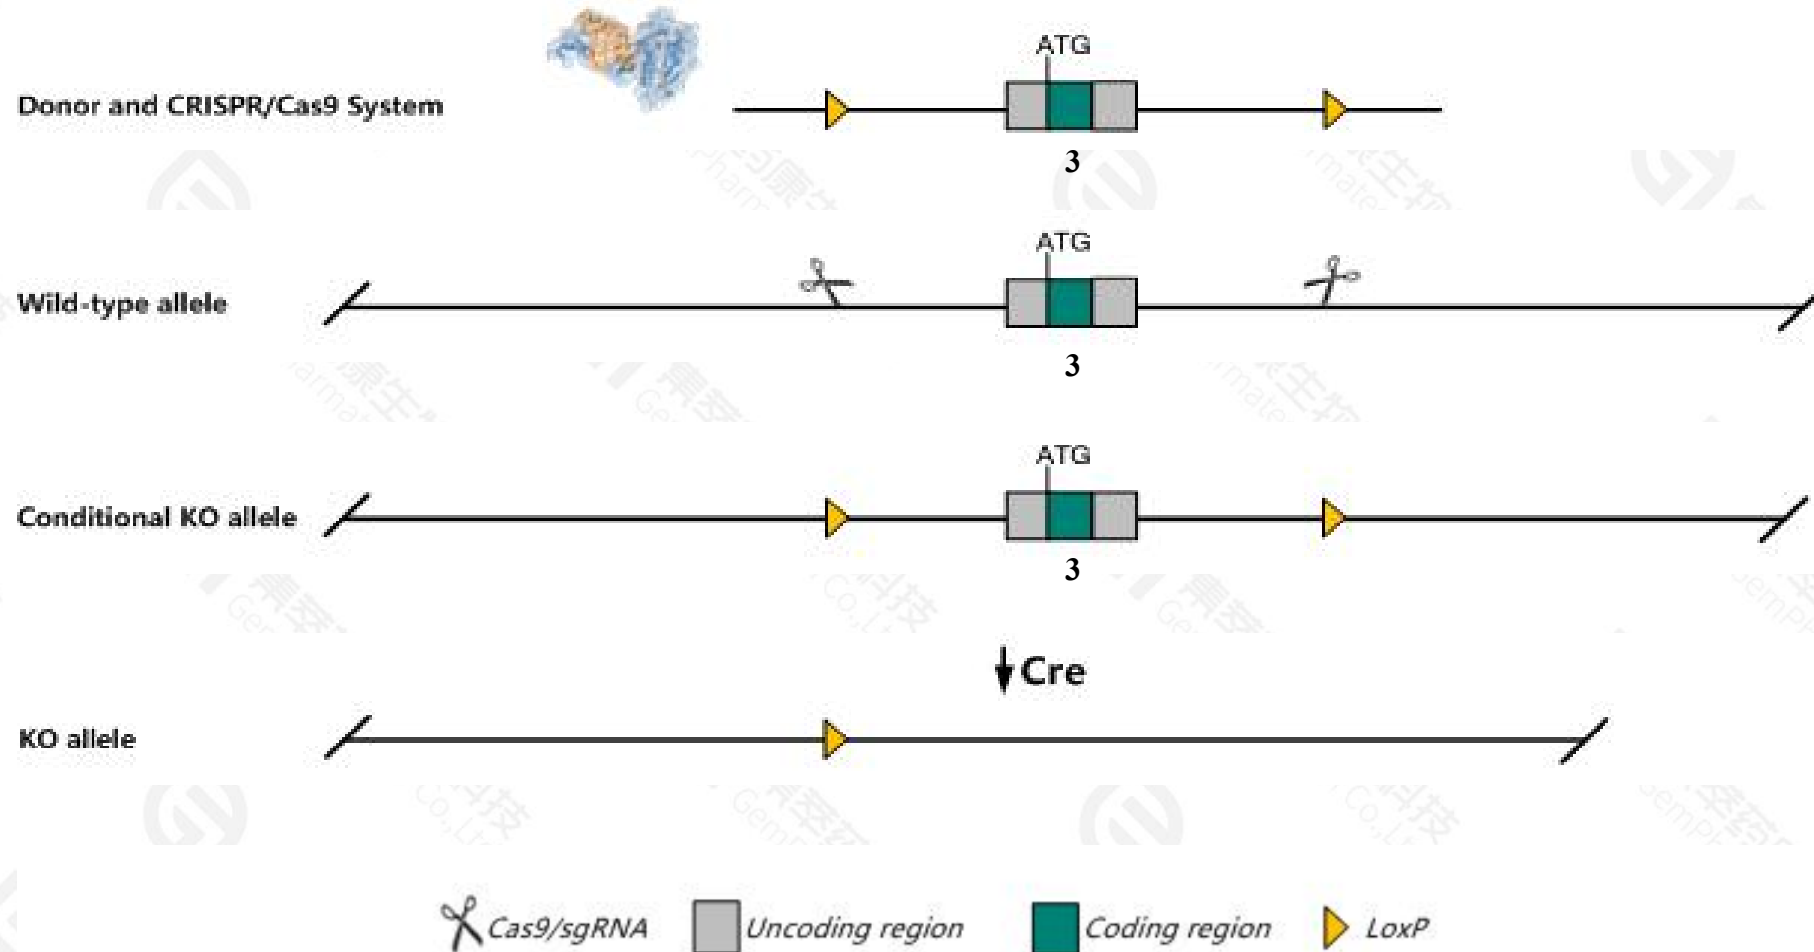 ATG
Donor and CRISPR/Cas9 System
3
ATG
Wild-type allele
3
ATG
Conditional KO allele
3
Cre
KO allele
Cas9/sgRNA
Uncoding region
Coding region
LoxP